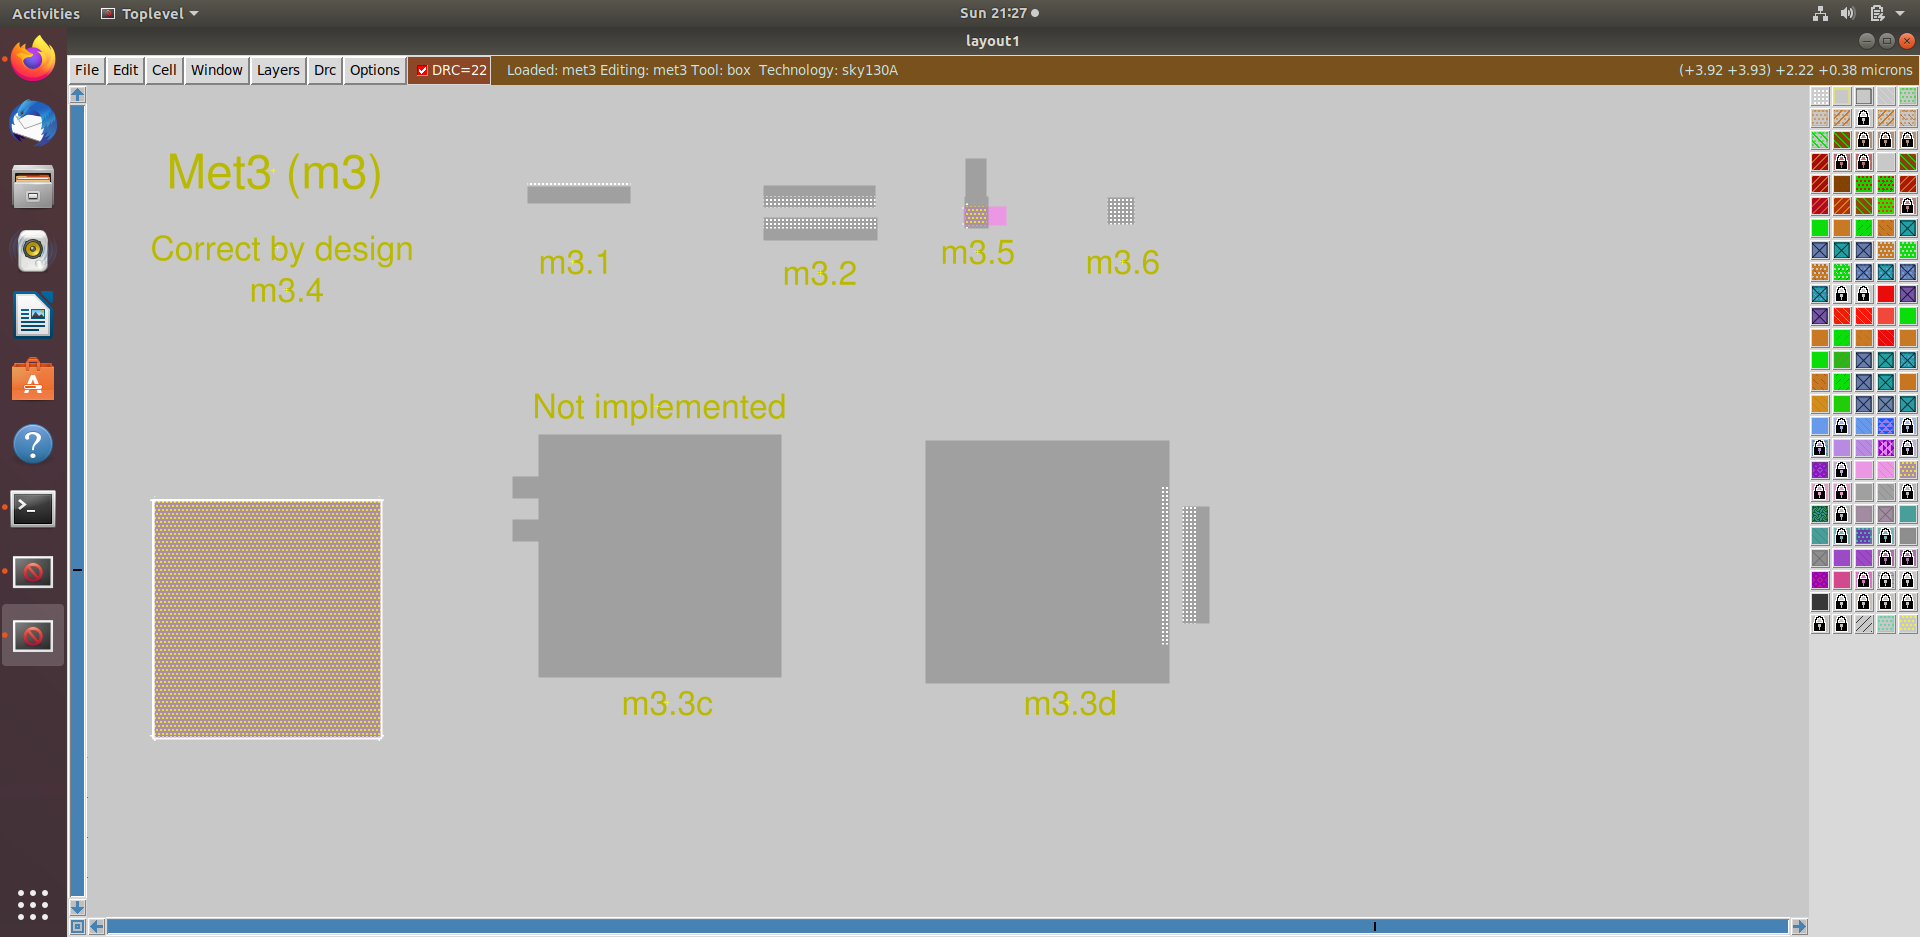 Activities Toplevel Sun 21:27
layout1
File Edit Cell Window Layers Drc Options DRC=22 Loaded: met3 Editing: met3 Tool: box Technology: sky130A (+3.92 +3.93) +2.22 +0.38 microns
Met3 (m3)
Correct by design
m3.4
m3.1
m3.2
m3.5
m3.6
Not implemented
m3.3c
m3.3d